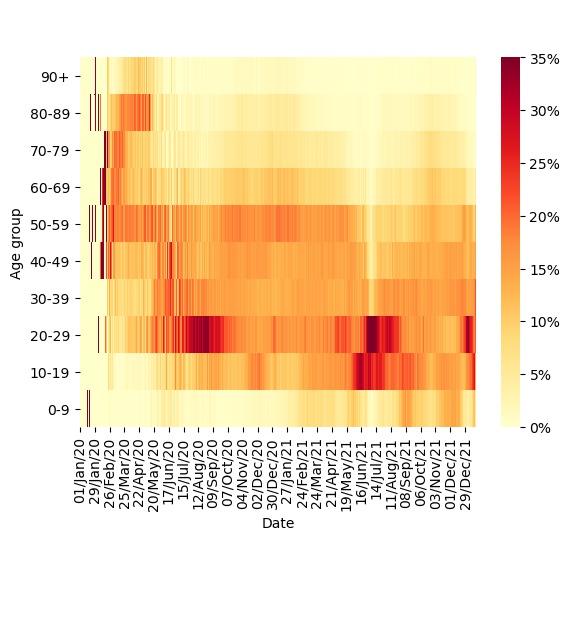 90+
80-89
70-79
60-69
50-59
40-49
30-39
20-29
10-19
0-9
Age group
01/Jan/20
29/Jan/20
26/Feb/20
25/Mar/20
22/Apr/20
20/May/20
17/Jun/20
15/Jul/20
12/Aug/20
09/Sep/20
07/Oct/20
04/Nov/20
02/Dec/20
30/Dec/20
27/Jan/21
24/Feb/21
24/Mar/21
21/Apr/21
19/May/21
16/Jun/21
14/Jul/21
11/Aug/21
08/Sep/21
06/Oct/21
03/Nov/21
01/Dec/21
29/Dec/21
Date
35%
30%
25%
20%
15%
10%
5%
0%